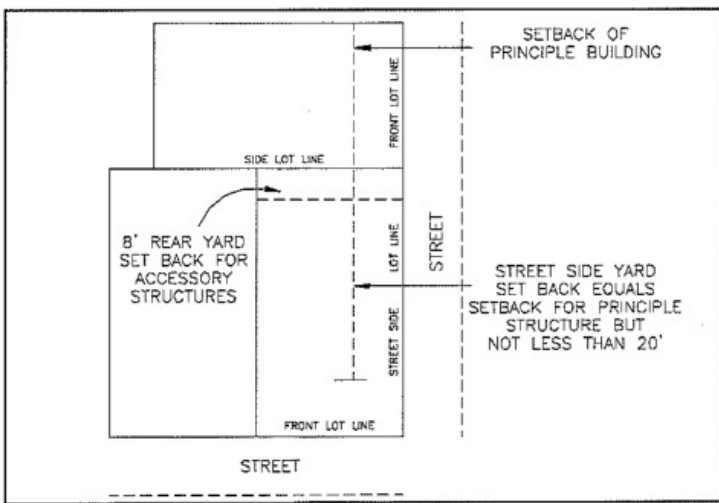 SETBACK OF
PRINCIPLE BUILDING
FRONT LOT LINE
SIDE LOT LINE
8' REAR YARD
SET BACK FOR
ACCESSORY
STRUCTURES
STREET SIDE LOT LINE
STREET
STREET SIDE YARD
SET BACK EQUALS
SETBACK FOR PRINCIPLE
STRUCTURE BUT
NOT LESS THAN 20'
FRONT LOT LINE
STREET